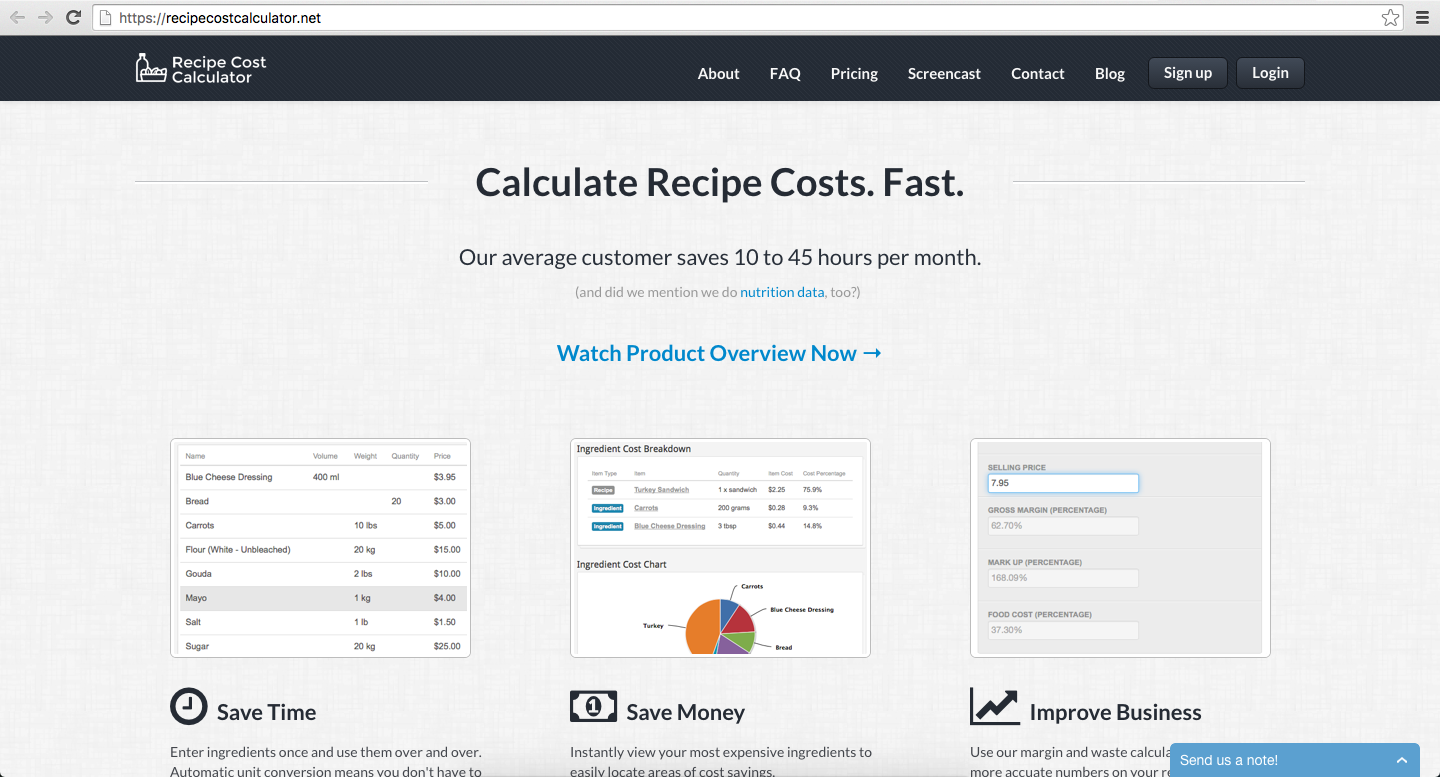 https://recipecostcalculator.net
Recipe Cost
Calculator
About FAQ Pricing Screencast Contact Blog Sign up Login
Calculate Recipe Costs. Fast.
Our average customer saves 10 to 45 hours per month.
(and did we mention we do nutrition data, too?)
Watch Product Overview Now →
Name Volume Weight Quantity Price
Blue Cheese Dressing 400 ml $3.95
Bread 20 $3.00
Carrots 10 lbs $5.00
Flour (White - Unbleached) 20 kg $15.00
Gouda 2 lbs $10.00
Mayo 1 kg $4.00
Salt 1 lb $1.50
Sugar 20 kg $25.00
Ingredient Cost Breakdown
Item Type Item Quantity Item Cost Cost Percentage
Recipe Turkey Sandwich 1 x sandwich $2.25 75.9%
Ingredient Carrots 200 grams $0.28 9.3%
Ingredient Blue Cheese Dressing 3 tbsp $0.44 14.8%
Ingredient Cost Chart
Carrots
Blue Cheese Dressing
Turkey
Bread
SELLING PRICE
7.95
GROSS MARGIN (PERCENTAGE)
62.70%
MARK UP (PERCENTAGE)
168.09%
FOOD COST (PERCENTAGE)
37.30%
Save Time
Enter ingredients once and use them over and over.
Automatic unit conversion means you don't have to
1 Save Money
Instantly view your most expensive ingredients to
easily locate areas of cost savings.
Improve Business
Use our margin and waste
more accuate numbers on your
Send us a note!